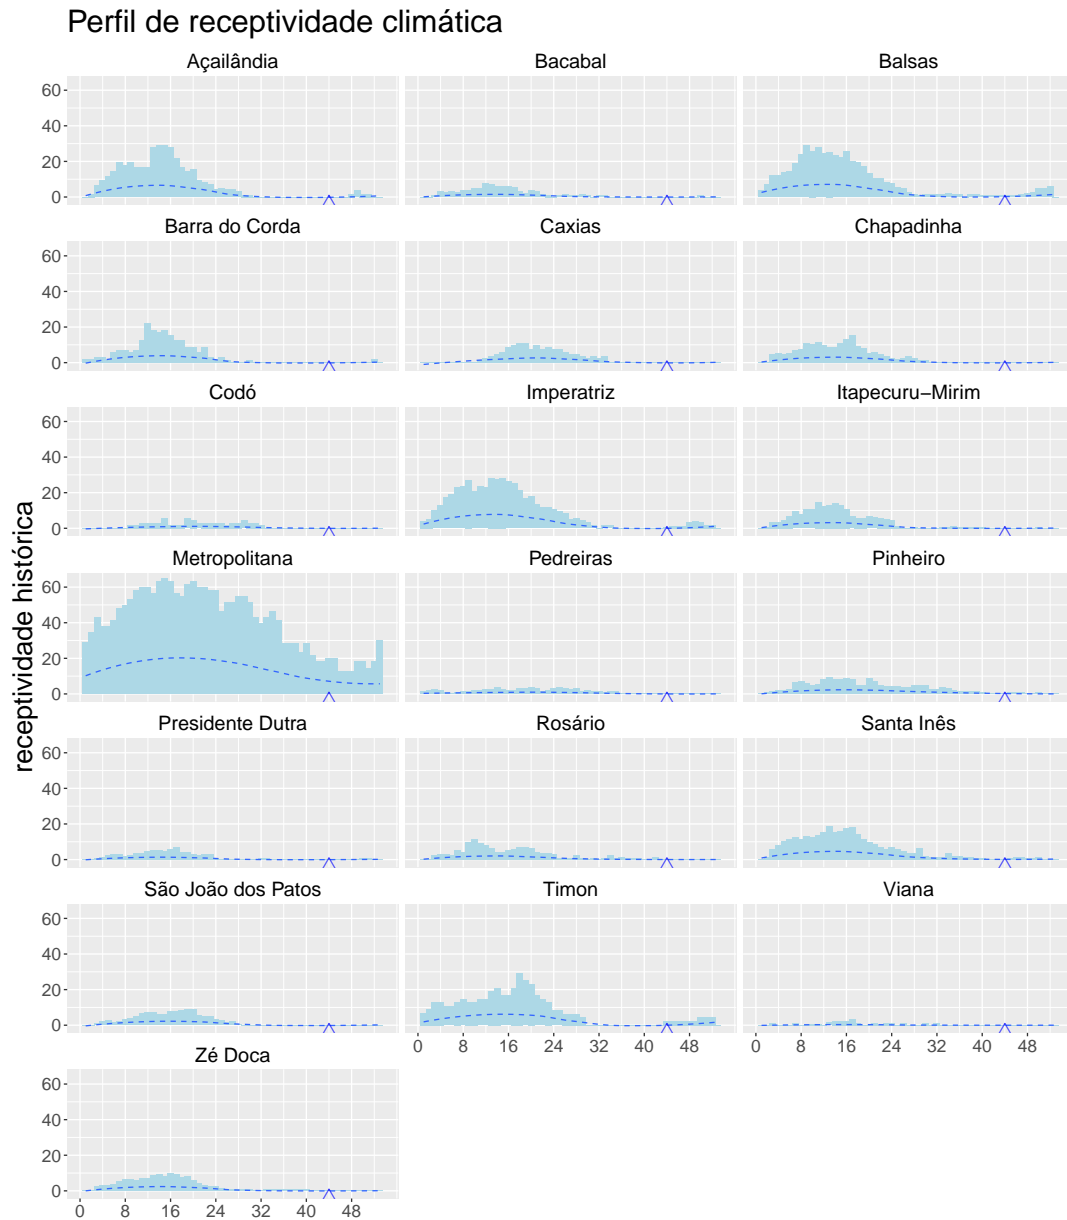 Perfil de receptividade climática
Açailândia
Bacabal
Balsas
60
40
20
0
Barra do Corda
Caxias
Chapadinha
60
40
20
0
Codó
Imperatriz
Itapecuru−Mirim
60
40
20
0
receptividade histórica
Metropolitana
Pedreiras
Pinheiro
60
40
20
0
Presidente Dutra
Rosário
Santa Inês
60
40
20
0
São João dos Patos
Timon
Viana
60
40
20
0
0 8 16 24 32 40 48
0 8 16 24 32 40 48
Zé Doca
60
40
20
0
0 8 16 24 32 40 48